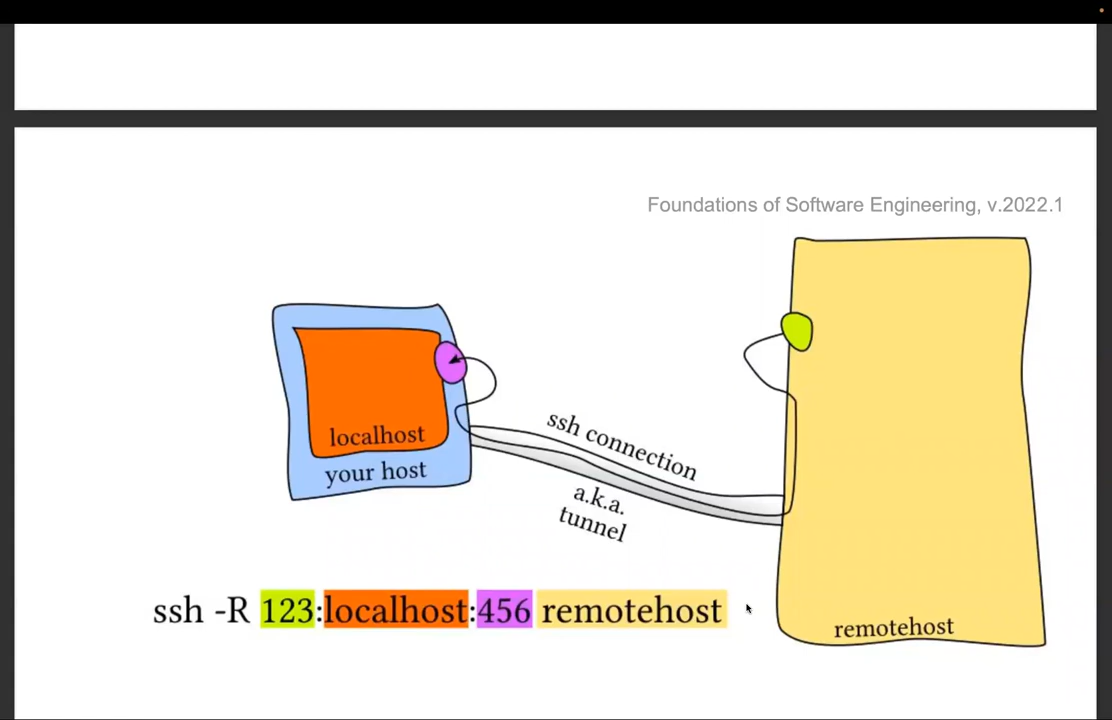 Foundations of Software Engineering, v.2022.1
localhost
your host
ssh connection
a.k.a.
tunnel
ssh -R 123:localhost:456 remotehost
remotehost